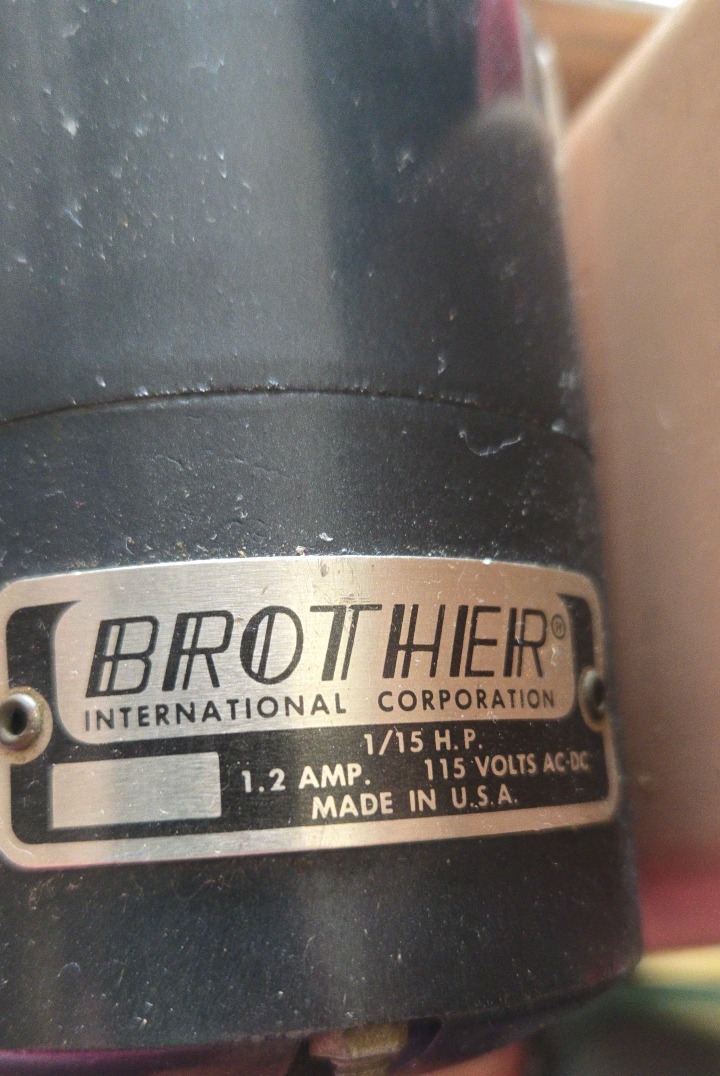 BROTHER®
INTERNATIONAL CORPORATION
1/15 H.P.
1.2 AMP. 115 VOLTS AC-DC
MADE IN U.S.A.